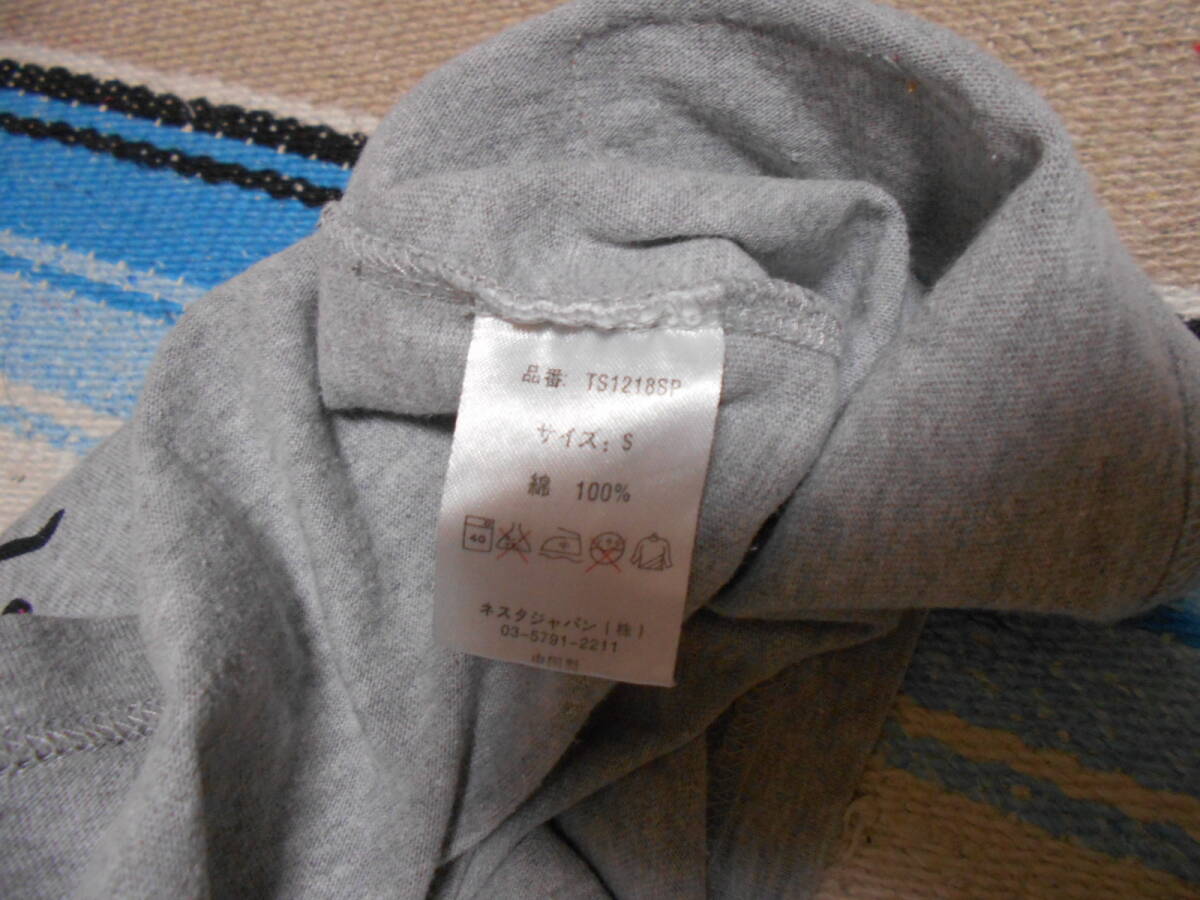 品番: TS1218SP
サイズ: S
綿 100%
40
ネスタジャパン(株)
03-5791-2211
中国製